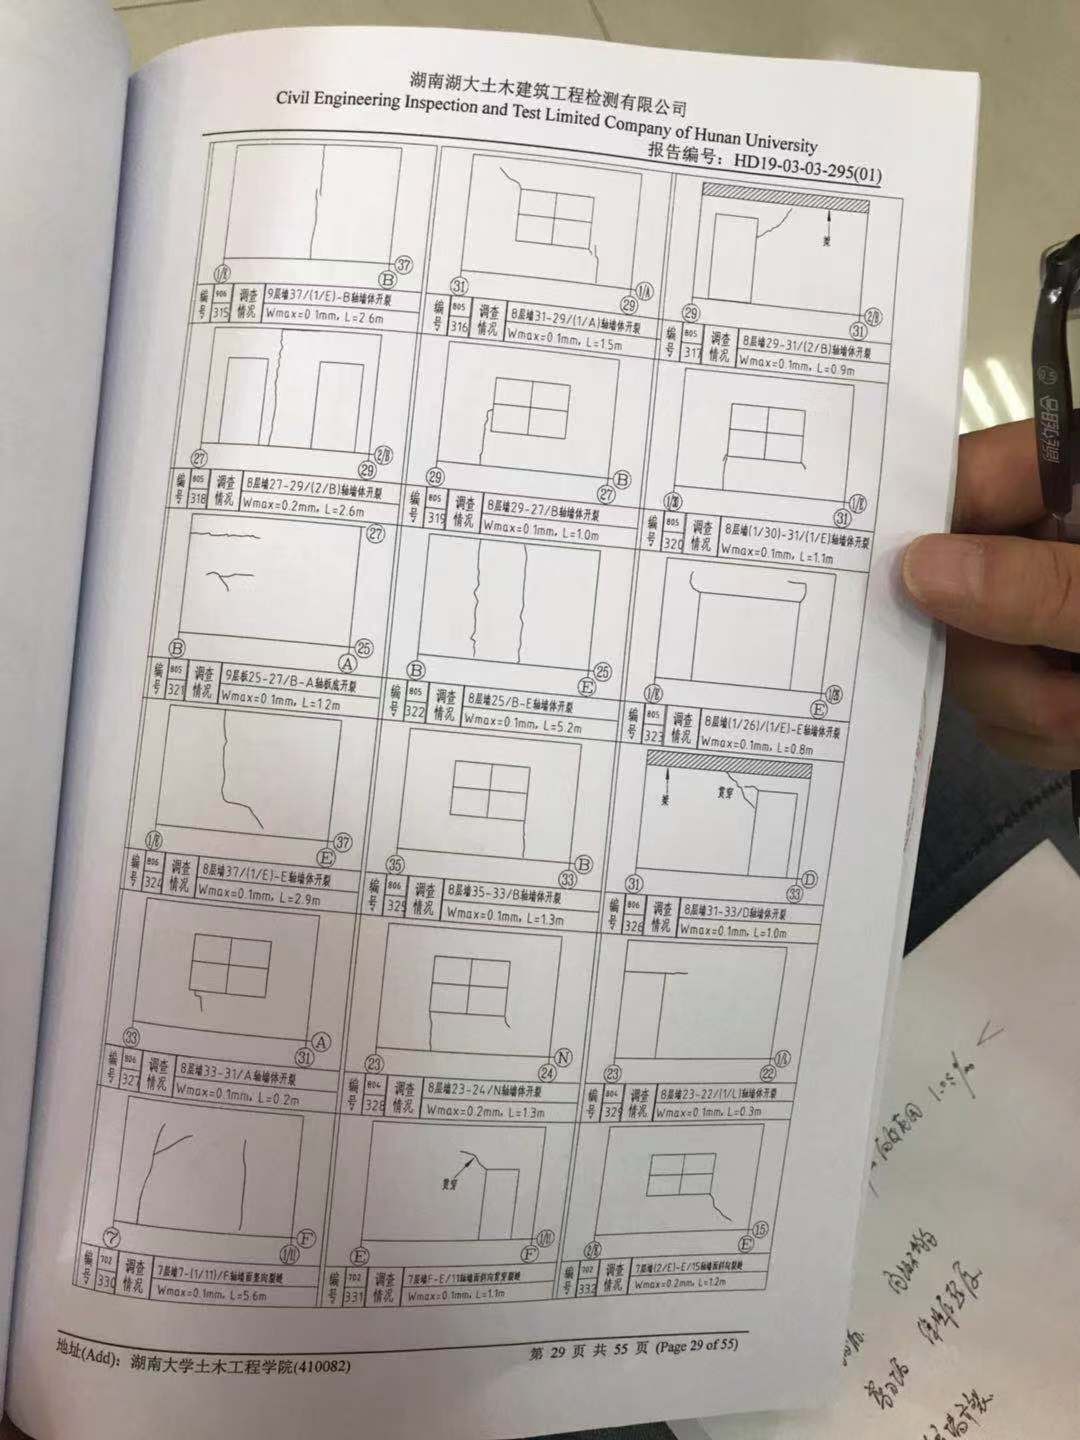 湖南湖大土木建筑工程检测有限公司
Civil Engineering Inspection and Test Limited Company of Hunan University
报告编号：HD19-03-03-295(01)
1/E 37 B
编号 906 315 调查情况 9层墙37/(1/E)-B轴墙体开裂
Wmax=0.1mm, L=2.6m
31 29 1/A
编号 805 316 调查情况 8层墙31-29/(1/A)轴墙体开裂
Wmax=0.1mm, L=1.5m
梁
29 31 2/B
编号 805 317 调查情况 8层墙29-31/(2/B)轴墙体开裂
Wmax=0.1mm, L=0.9m
27 29 2/B
编号 805 318 调查情况 8层墙27-29/(2/B)轴墙体开裂
Wmax=0.2mm, L=2.6m
29 27 B
编号 805 319 调查情况 8层墙29-27/B轴墙体开裂
Wmax=0.1mm, L=1.0m
1/30 31 1/E
编号 805 320 调查情况 8层墙(1/30)-31/(1/E)轴墙体开裂
Wmax=0.1mm, L=1.1m
27
B 25 A
编号 805 321 调查情况 9层板25-27/B-A轴板底开裂
Wmax=0.1mm, L=1.2m
B 25 E
编号 805 322 调查情况 8层墙25/B-E轴墙体开裂
Wmax=0.1mm, L=5.2m
1/E 1/26 E
编号 805 323 调查情况 8层墙(1/26)/(1/E)-E轴墙体开裂
Wmax=0.1mm, L=0.8m
1/E 37 E
编号 806 324 调查情况 8层墙37/(1/E)-E轴墙体开裂
Wmax=0.1mm, L=2.9m
35 33 B
编号 806 325 调查情况 8层墙35-33/B轴墙体开裂
Wmax=0.1mm, L=1.3m
梁 贯穿
31 33 D
编号 806 326 调查情况 8层墙31-33/D轴墙体开裂
Wmax=0.1mm, L=1.0m
33 31 A
编号 806 327 调查情况 8层墙33-31/A轴墙体开裂
Wmax=0.1mm, L=0.2m
23 24 N
编号 804 328 调查情况 8层墙23-24/N轴墙体开裂
Wmax=0.2mm, L=1.3m
23 22 1/L
编号 804 329 调查情况 8层墙23-22/(1/L)轴墙体开裂
Wmax=0.1mm, L=0.3m
7 1/11 F
编号 702 330 调查情况 7层墙7-(1/11)/F轴墙面竖向裂缝
Wmax=0.1mm, L=5.6m
贯穿
E F 1/11
编号 702 331 调查情况 7层墙F-E/11轴墙面斜向贯穿裂缝
Wmax=0.1mm, L=1.1m
2/E 15 E
编号 702 332 调查情况 7层墙(2/E)-E/15轴墙面斜向裂缝
Wmax=0.2mm, L=1.2m
地址(Add)：湖南大学土木工程学院(410082)
第 29 页 共 55 页 (Page 29 of 55)